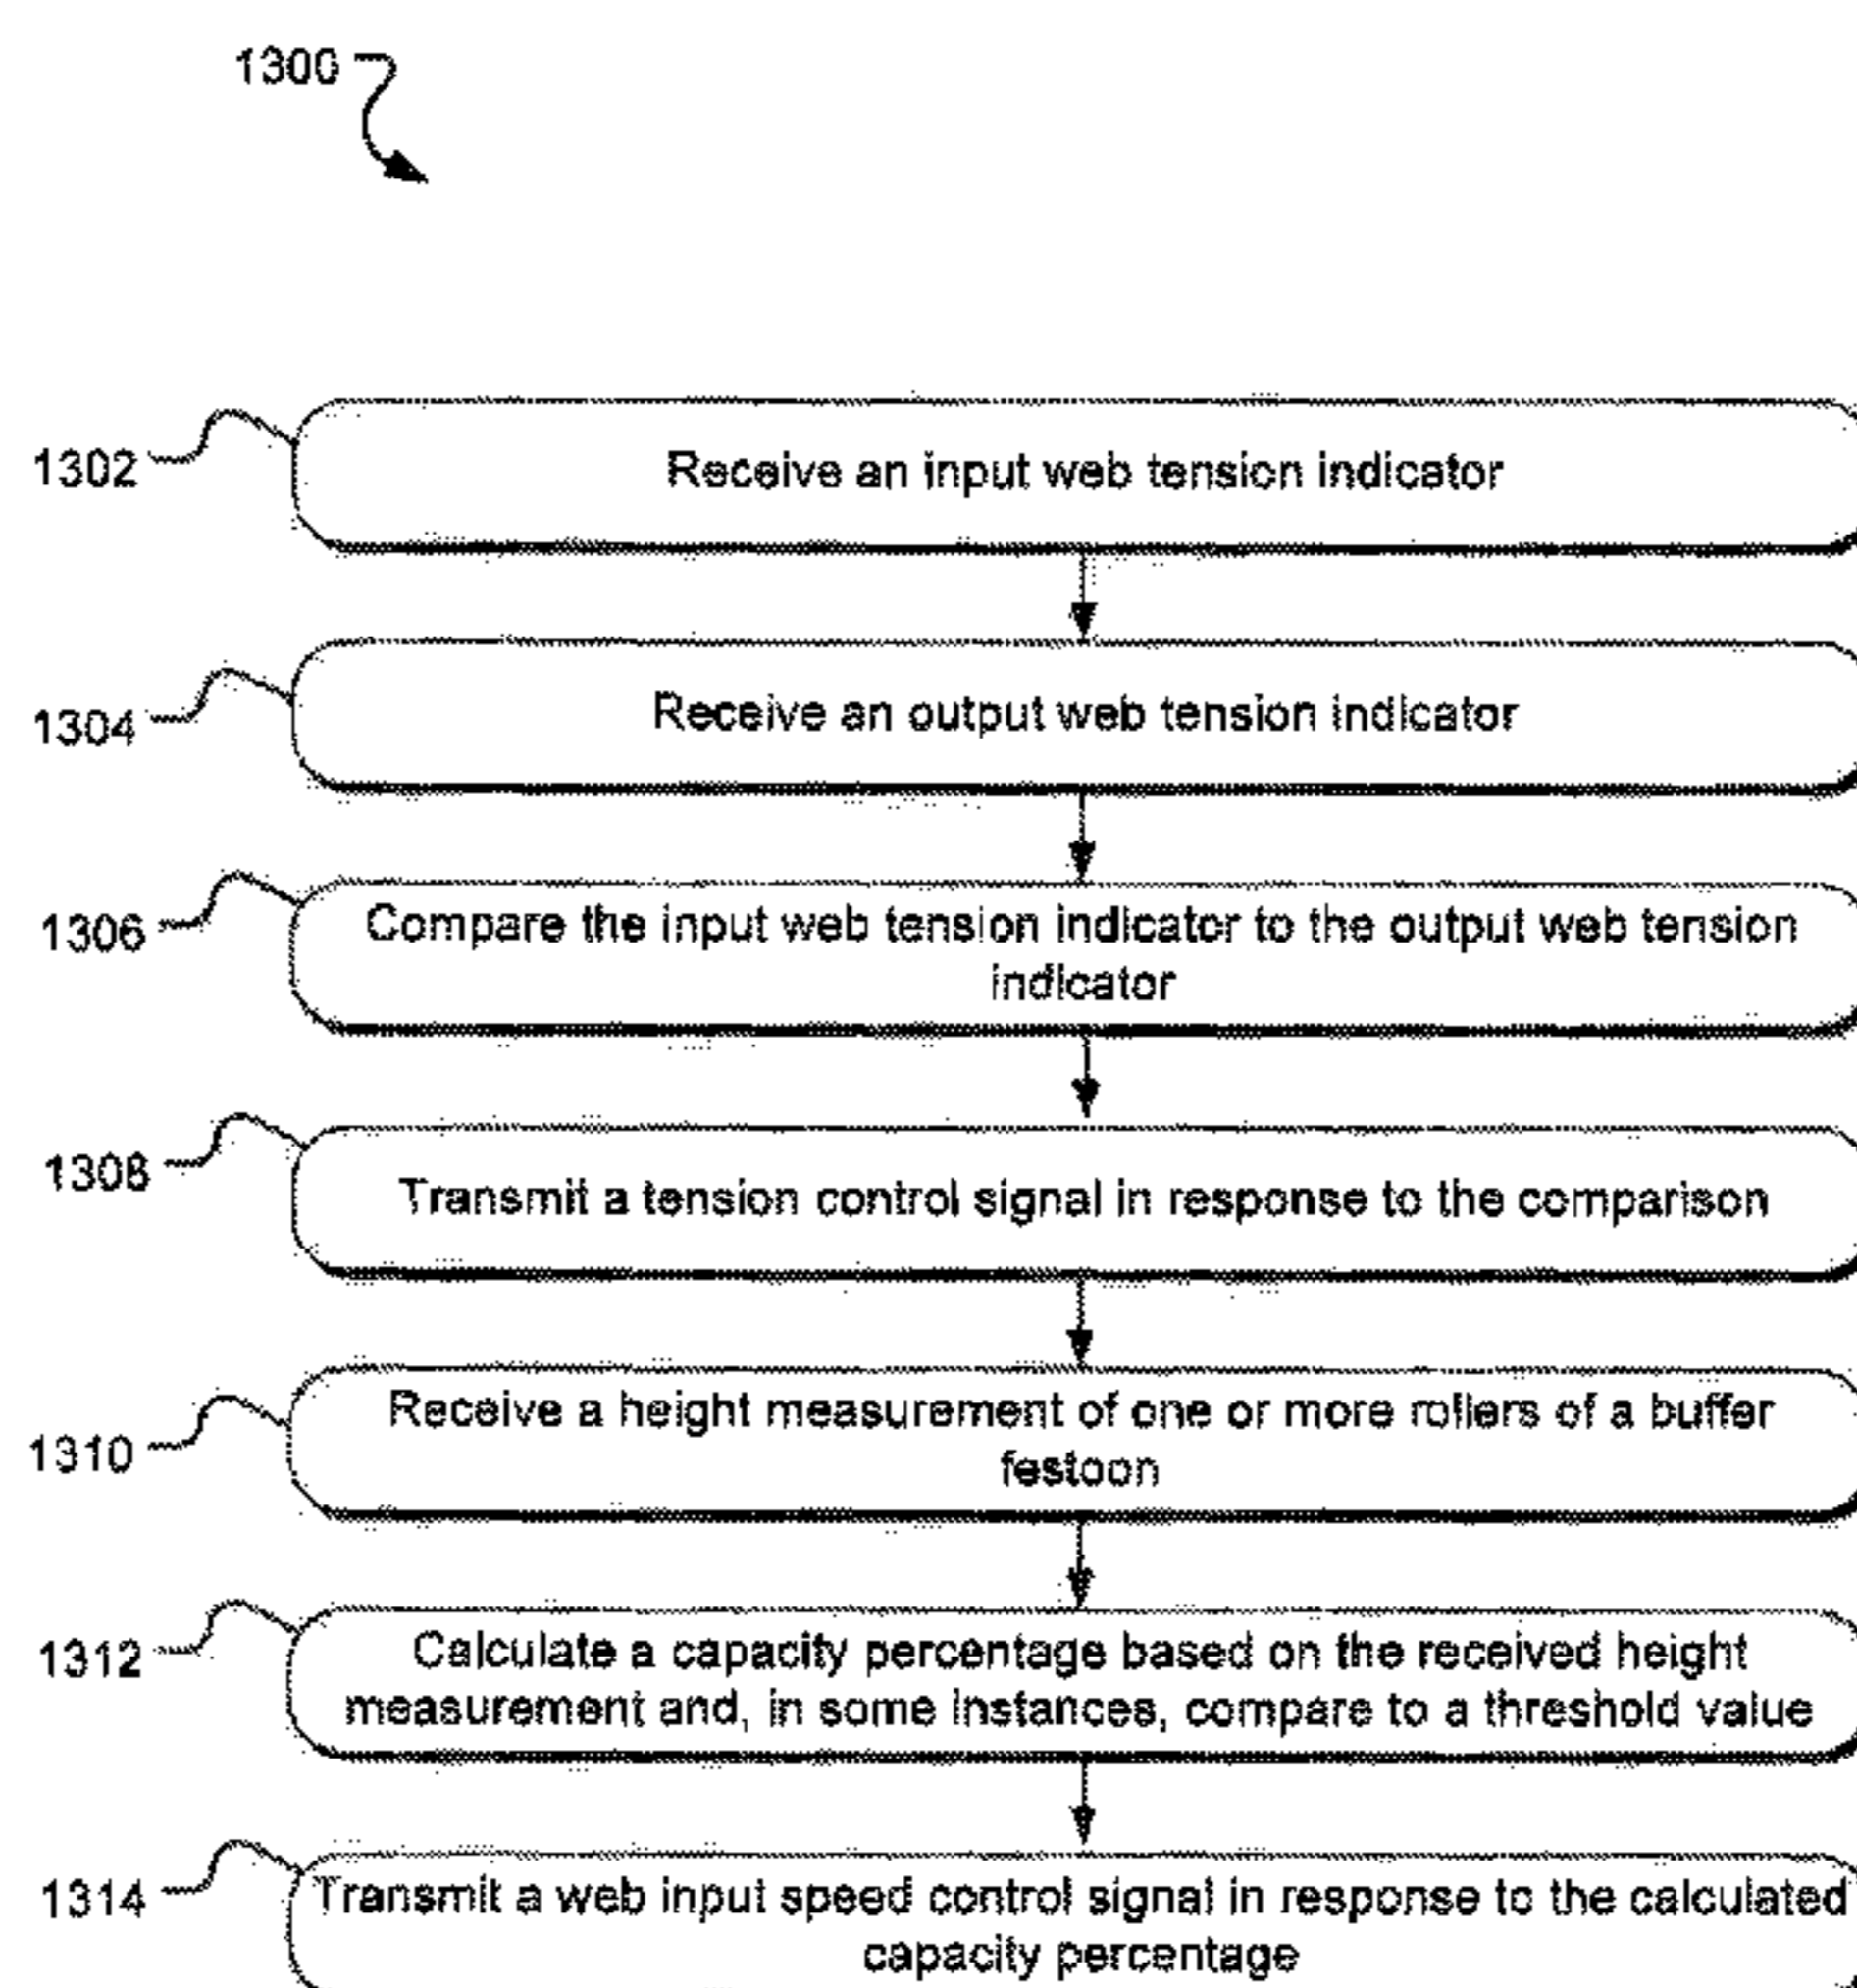 1300
1302
Receive an input web tension indicator
1304
Receive an output web tension indicator
1306
Compare the input web tension indicator to the output web tension
indicator
1308
Transmit a tension control signal in response to the comparison
1310
Receive a height measurement of one or more rollers of a buffer
festoon
1312
Calculate a capacity percentage based on the received height
measurement and, in some instances, compare to a threshold value
1314
Transmit a web input speed control signal in response to the calculated
capacity percentage